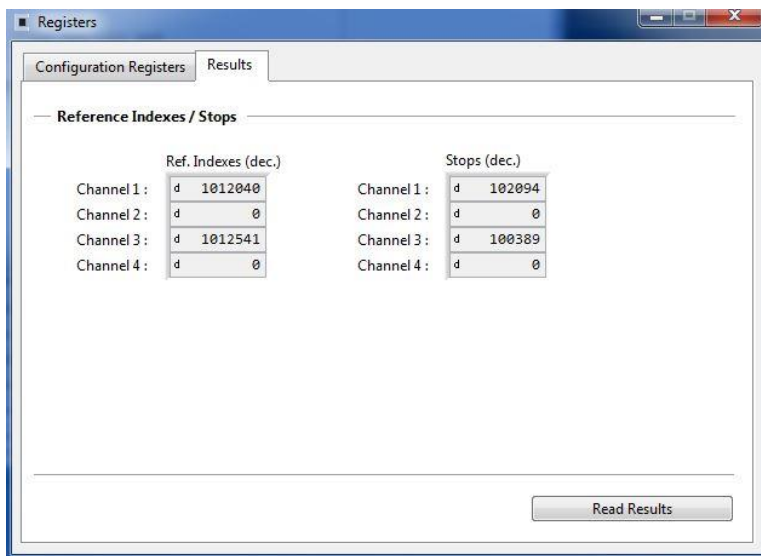 Registers
Configuration Registers Results
Reference Indexes / Stops
Ref. Indexes (dec.) Stops (dec.)
Channel 1 : d 1012040 Channel 1 : d 102094
Channel 2 : d 0 Channel 2 : d 0
Channel 3 : d 1012541 Channel 3 : d 100389
Channel 4 : d 0 Channel 4 : d 0
Read Results